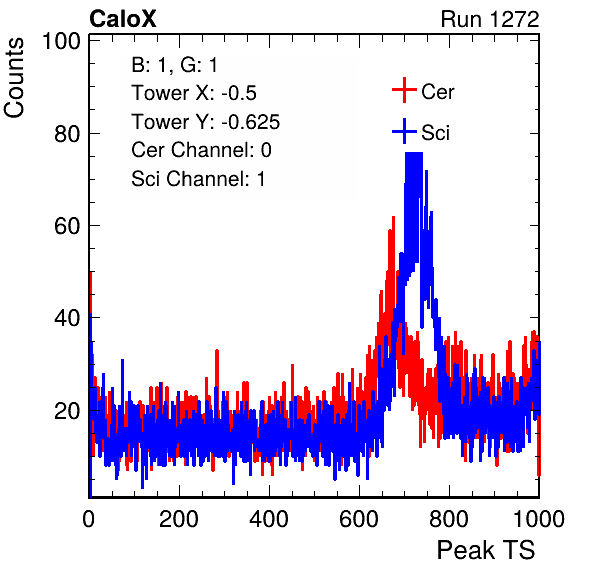 CaloX Run 1272
Counts
100
80
60
40
20
B: 1, G: 1
Tower X: -0.5
Tower Y: -0.625
Cer Channel: 0
Sci Channel: 1
Cer
Sci
0 200 400 600 800 1000
Peak TS